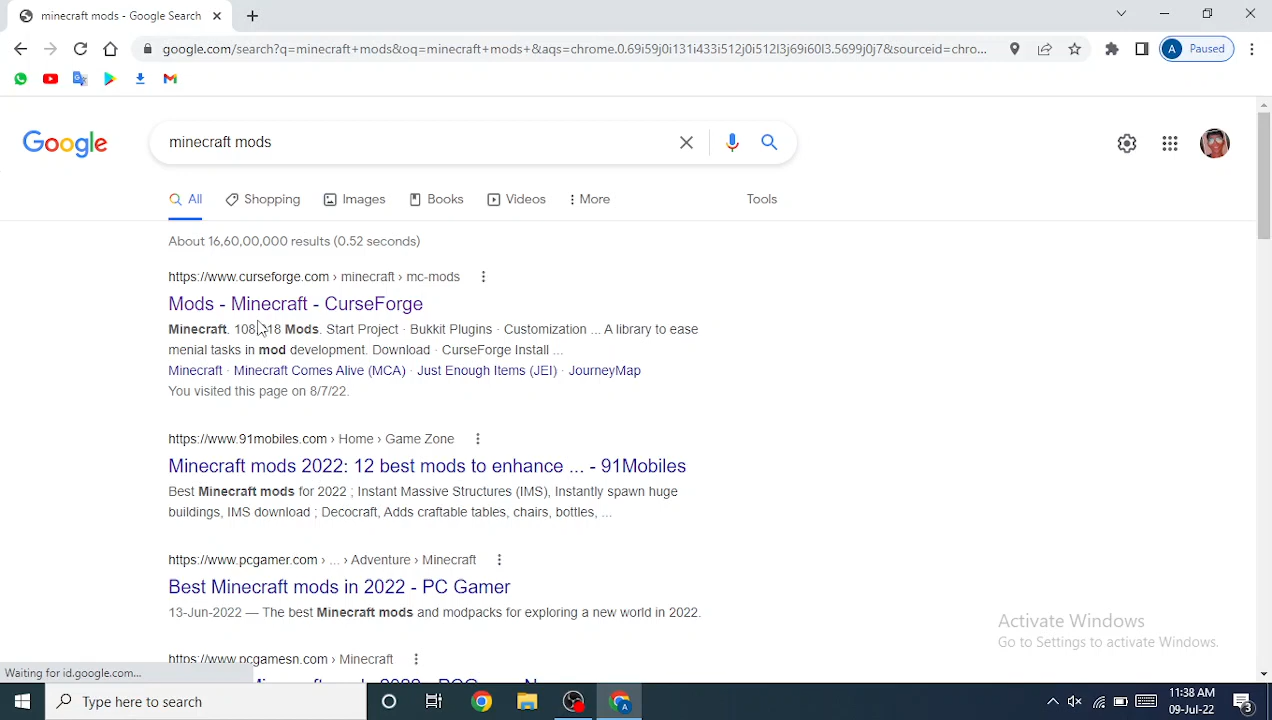 minecraft mods - Google Search
google.com/search?q=minecraft+mods&oq=minecraft+mods+&aqs=chrome.0.69i59j0i131i433i512j0i512l3j69i60l3.5699j0j7&sourceid=chro...
A Paused
Google
minecraft mods
All Shopping Images Books Videos More Tools
About 16,60,00,000 results (0.52 seconds)
https://www.curseforge.com › minecraft › mc-mods
Mods - Minecraft - CurseForge
Minecraft. Mods. Start Project · Bukkit Plugins · Customization ... A library to ease
menial tasks in mod development. Download · CurseForge Install ...
Minecraft · Minecraft Comes Alive (MCA) · Just Enough Items (JEI) · JourneyMap
You visited this page on 8/7/22.
https://www.91mobiles.com › Home › Game Zone
Minecraft mods 2022: 12 best mods to enhance ... - 91Mobiles
Best Minecraft mods for 2022 ; Instant Massive Structures (IMS), Instantly spawn huge
buildings, IMS download ; Decocraft, Adds craftable tables, chairs, bottles, ...
https://www.pcgamer.com › ... › Adventure › Minecraft
Best Minecraft mods in 2022 - PC Gamer
13-Jun-2022 — The best Minecraft mods and modpacks for exploring a new world in 2022.
https://www.pcgamesn.com › Minecraft
Activate Windows
Go to Settings to activate Windows.
Waiting for id.google.com...
Type here to search
A
11:38 AM
09-Jul-22
3